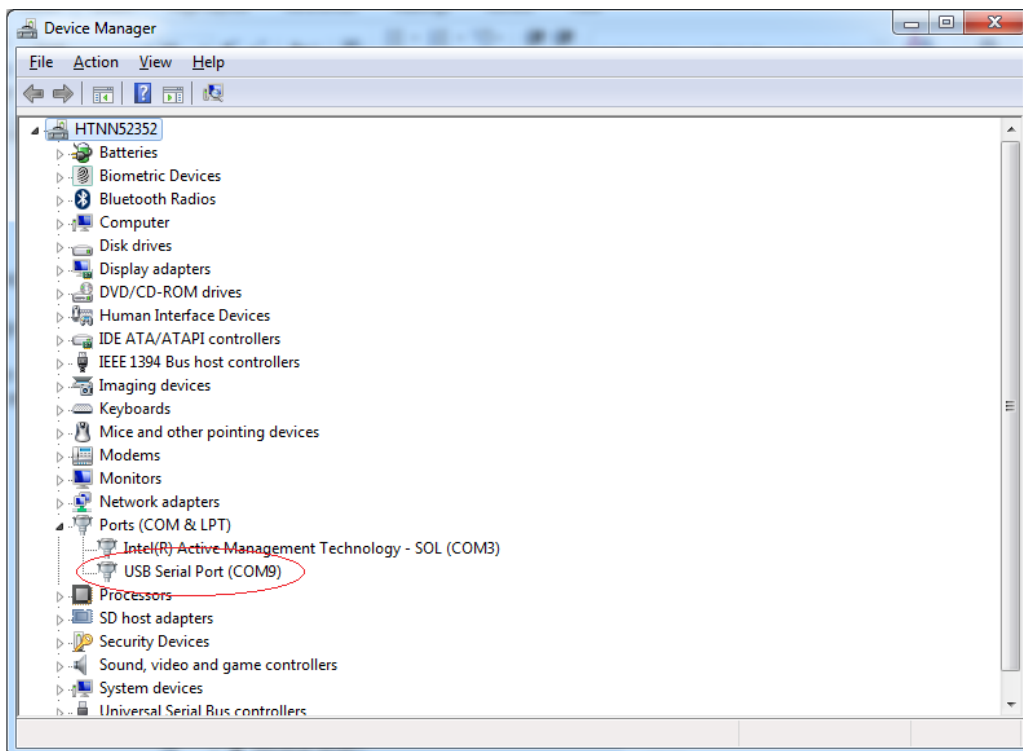 Device Manager
File Action View Help
HTNN52352
Batteries
Biometric Devices
Bluetooth Radios
Computer
Disk drives
Display adapters
DVD/CD-ROM drives
Human Interface Devices
IDE ATA/ATAPI controllers
IEEE 1394 Bus host controllers
Imaging devices
Keyboards
Mice and other pointing devices
Modems
Monitors
Network adapters
Ports (COM & LPT)
Intel(R) Active Management Technology - SOL (COM3)
USB Serial Port (COM9)
Processors
SD host adapters
Security Devices
Sound, video and game controllers
System devices
Universal Serial Bus controllers